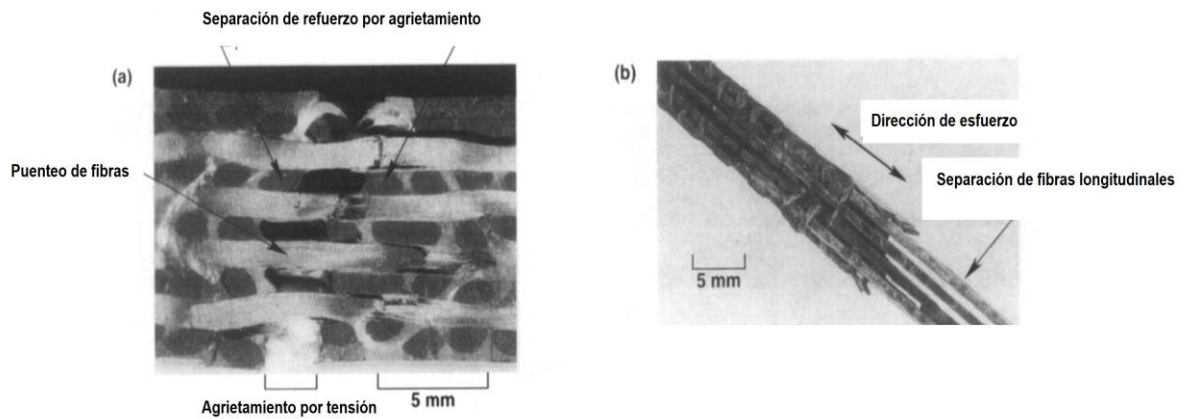 Separación de refuerzo por agrietamiento
(a)
Puenteo de fibras
5 mm
Agrietamiento por tensión
(b)
Dirección de esfuerzo
Separación de fibras longitudinales
5 mm